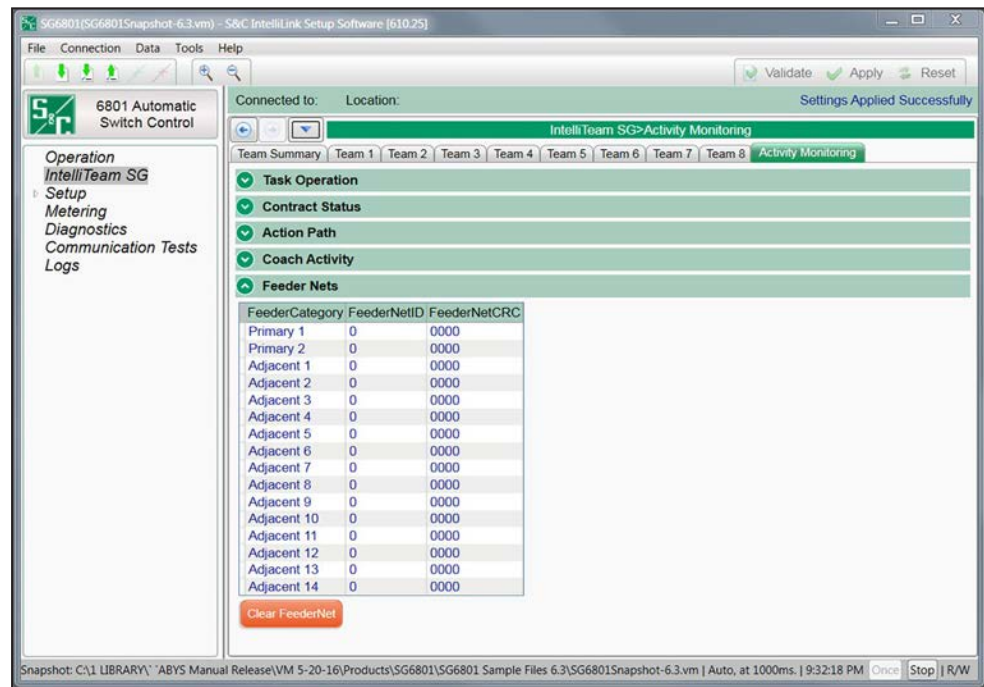 SG6801(SG6801Snapshot-6.3.vm) - S&C IntelliLink Setup Software [610.25]
File Connection Data Tools Help
Validate Apply Reset
S&C
6801 Automatic
Switch Control
Connected to: Location: Settings Applied Successfully
IntelliTeam SG>Activity Monitoring
Operation
IntelliTeam SG
Setup
Metering
Diagnostics
Communication Tests
Logs
Team Summary Team 1 Team 2 Team 3 Team 4 Team 5 Team 6 Team 7 Team 8 Activity Monitoring
Task Operation
Contract Status
Action Path
Coach Activity
Feeder Nets
FeederCategory FeederNetID FeederNetCRC
Primary 1 0 0000
Primary 2 0 0000
Adjacent 1 0 0000
Adjacent 2 0 0000
Adjacent 3 0 0000
Adjacent 4 0 0000
Adjacent 5 0 0000
Adjacent 6 0 0000
Adjacent 7 0 0000
Adjacent 8 0 0000
Adjacent 9 0 0000
Adjacent 10 0 0000
Adjacent 11 0 0000
Adjacent 12 0 0000
Adjacent 13 0 0000
Adjacent 14 0 0000
Clear FeederNet
Snapshot: C:\1 LIBRARY\` `ABYS Manual Release\VM 5-20-16\Products\SG6801\SG6801 Sample Files 6.3\SG6801Snapshot-6.3.vm | Auto, at 1000ms. | 9:32:18 PM Once Stop | R/W